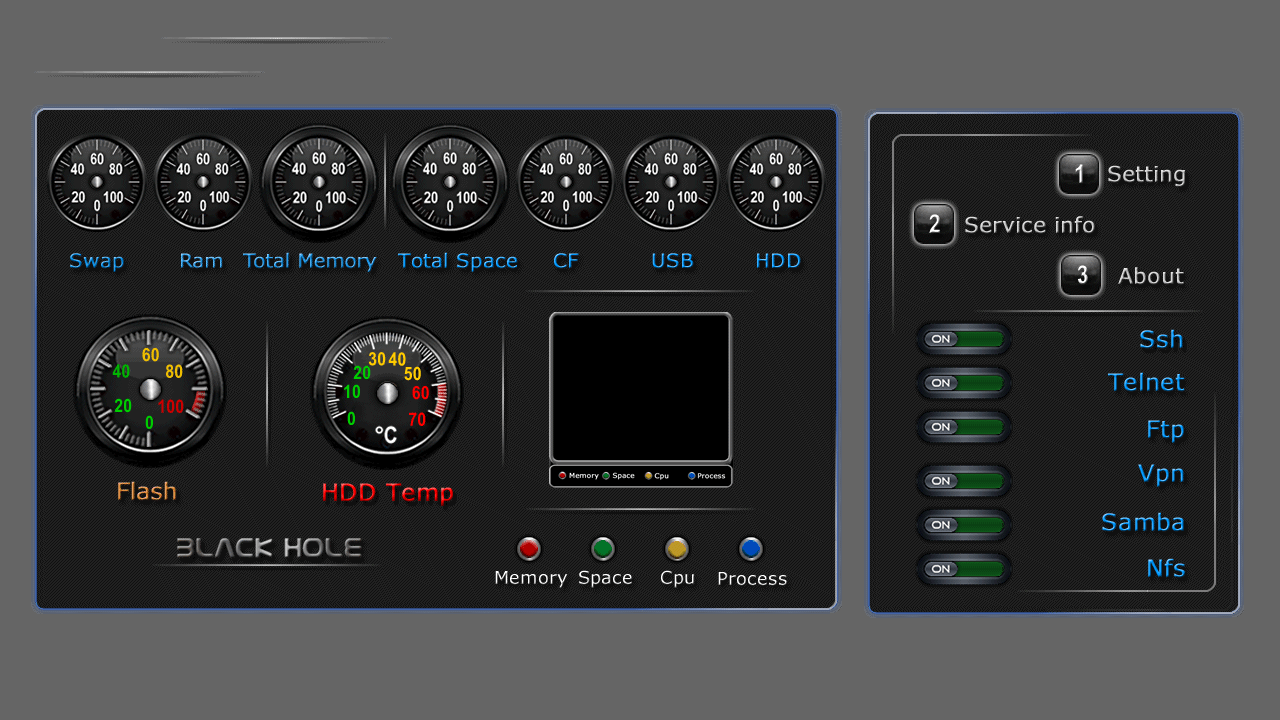 60
40 80
20 100
0
60
40 80
20 100
0
60
40 80
20 100
0
60
40 80
20 100
0
60
40 80
20 100
0
60
40 80
20 100
0
60
40 80
20 100
0
Swap Ram Total Memory Total Space CF USB HDD
60
40 80
20 100
0
Flash
30 40
20 50
10 60
0 70
°C
HDD Temp
Memory Space Cpu Process
BLACK HOLE
Memory Space Cpu Process
1 Setting
2 Service info
3 About
ON Ssh
ON Telnet
ON Ftp
ON Vpn
ON Samba
ON Nfs